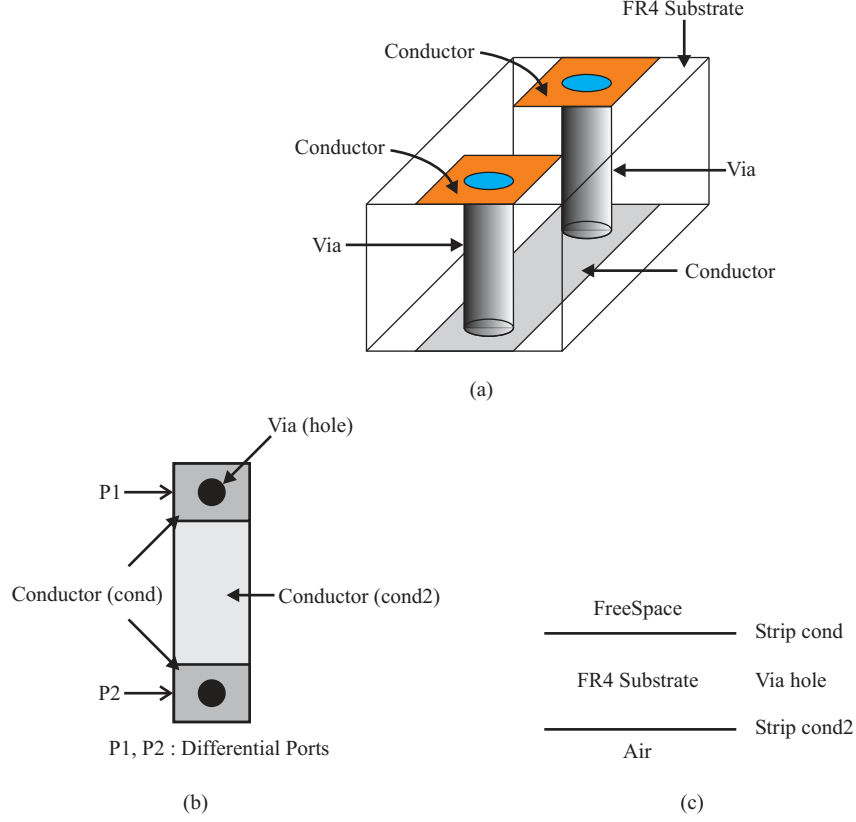 FR4 Substrate
Conductor
Conductor
Via
Via
Conductor
(a)
Via (hole)
P1
Conductor (cond)
Conductor (cond2)
P2
P1, P2 : Differential Ports
(b)
FreeSpace
Strip cond
FR4 Substrate
Via hole
Strip cond2
Air
(c)